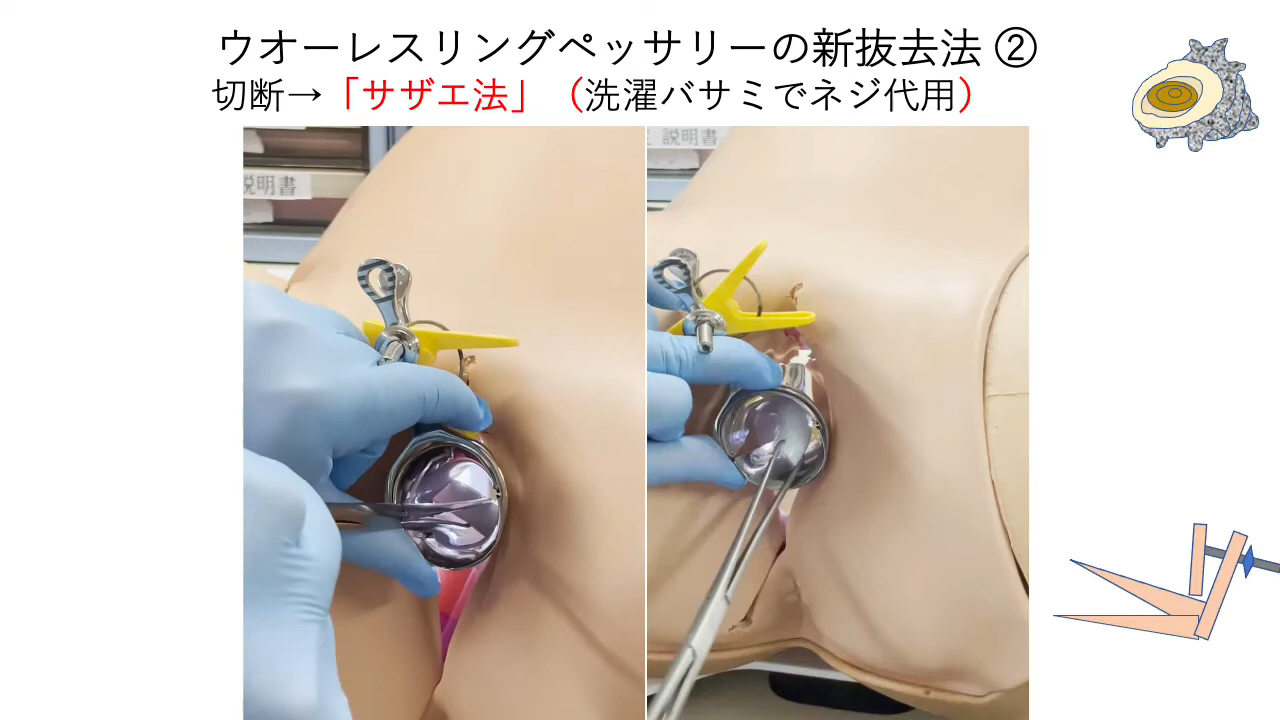 ウオーレスリングペッサリーの新抜去法 ②
切断→「サザエ法」（洗濯バサミでネジ代用）
説明書
説明書